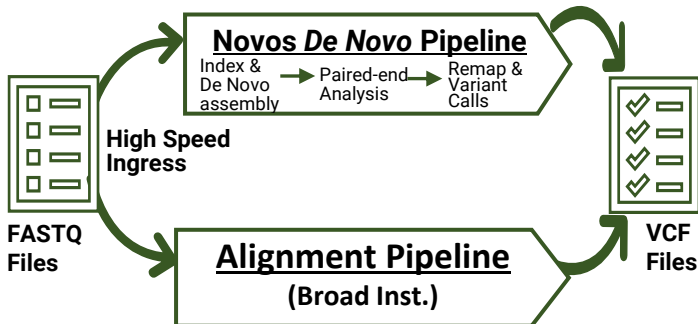 Novos De Novo Pipeline
Index &
De Novo
assembly
Paired-end
Analysis
Remap &
Variant
Calls
High Speed
Ingress
FASTQ
Files
Alignment Pipeline
(Broad Inst.)
VCF
Files